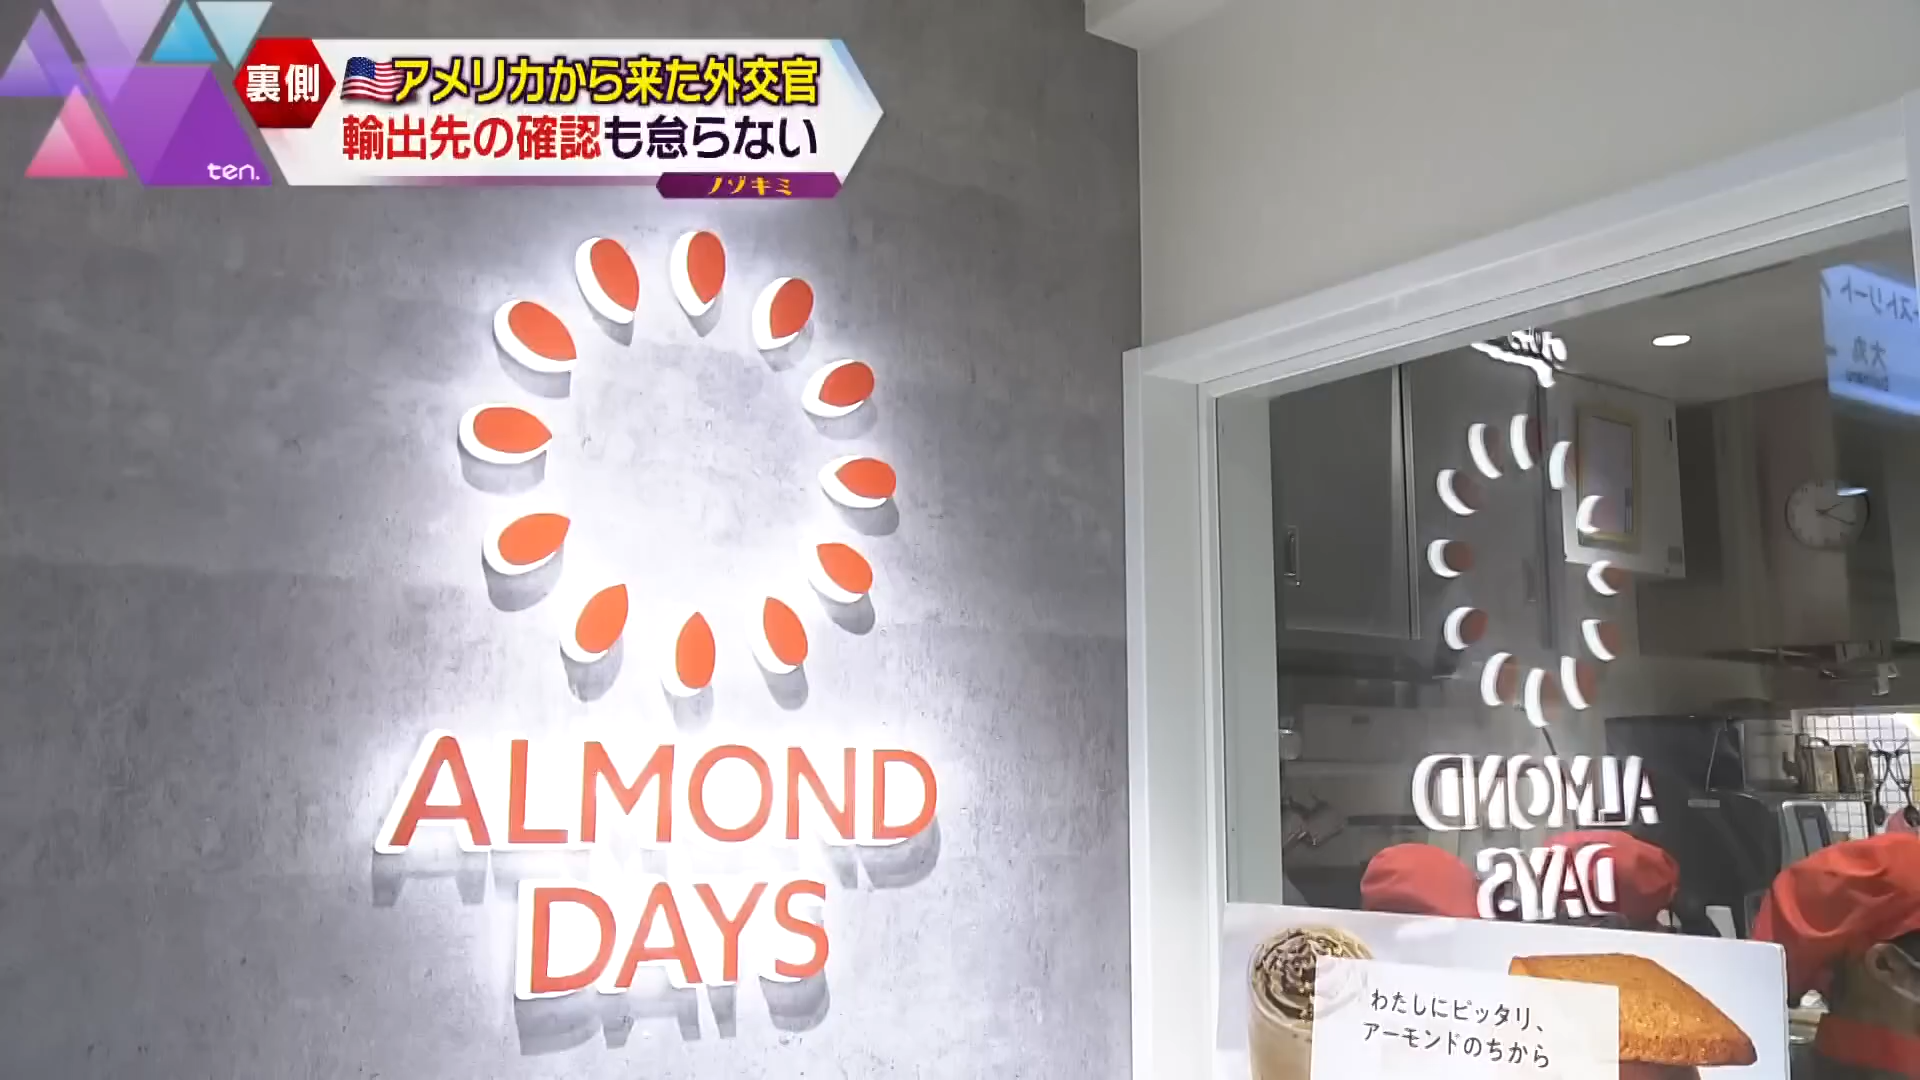 裏側
アメリカから来た外交官
輸出先の確認も怠らない
ten.
ノゾキミ
ALMOND
DAYS
ALMOND
DAYS
わたしにピッタリ、
アーモンドのちから